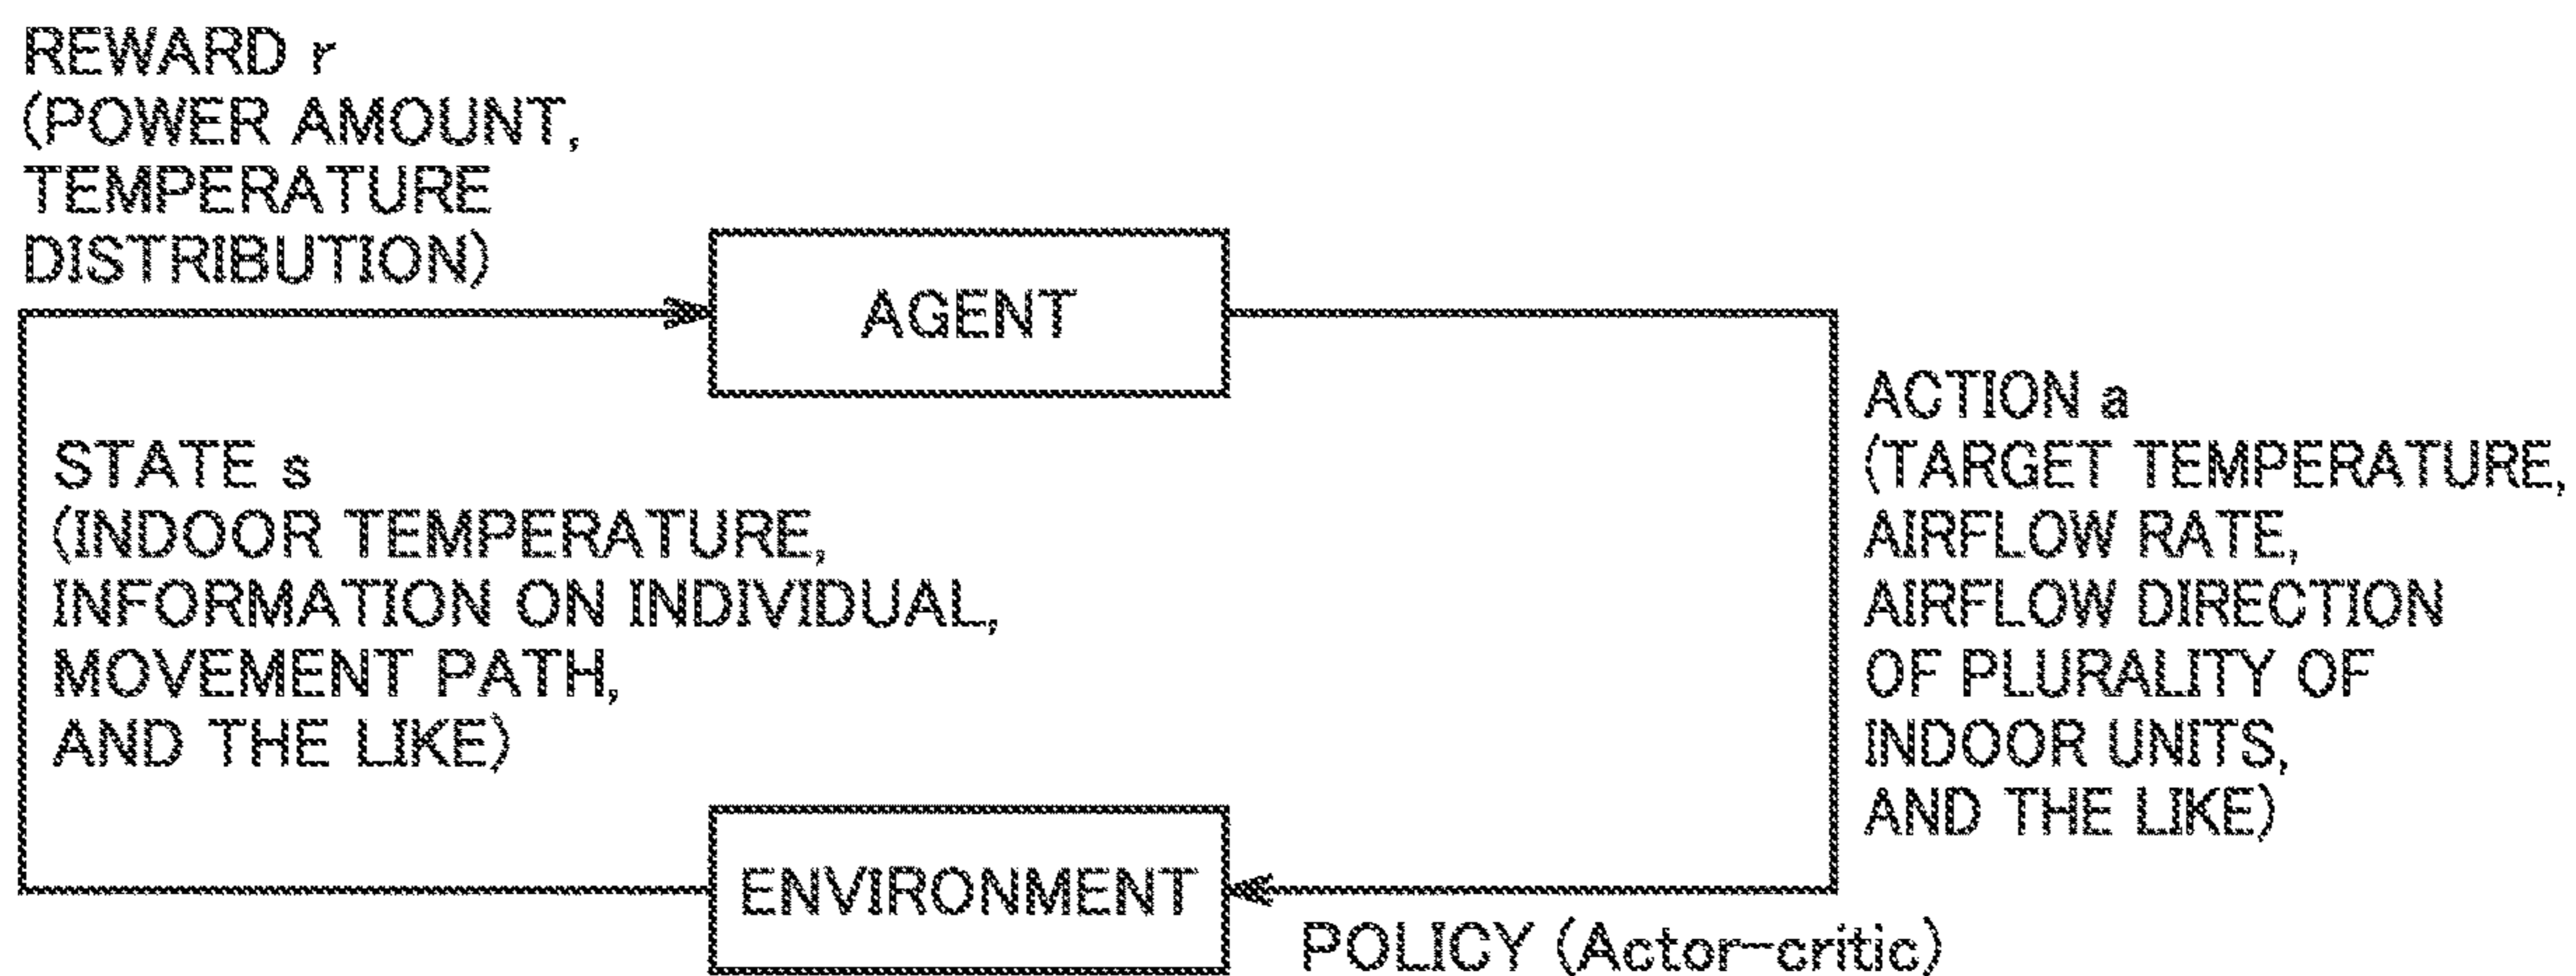 REWARD r
(POWER AMOUNT,
TEMPERATURE
DISTRIBUTION)
AGENT
STATE s
(INDOOR TEMPERATURE,
INFORMATION ON INDIVIDUAL,
MOVEMENT PATH,
AND THE LIKE)
ACTION a
(TARGET TEMPERATURE,
AIRFLOW RATE,
AIRFLOW DIRECTION
OF PLURALITY OF
INDOOR UNITS,
AND THE LIKE)
ENVIRONMENT
POLICY (Actor-critic)